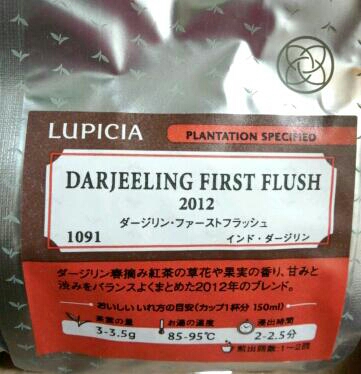 LUPICIA
PLANTATION SPECIFIED
DARJEELING FIRST FLUSH
2012
ダージリン・ファーストフラッシュ
1091 インド・ダージリン
ダージリン春摘み紅茶の草花や果実の香り、甘みと
渋みをバランスよくまとめた2012年のブレンド。
おいしいいれ方の目安(カップ1杯分 150ml)
茶葉の量 お湯の温度 浸出時間
3-3.5g 85-95℃ 2-2.5分
煎出回数:1~2回